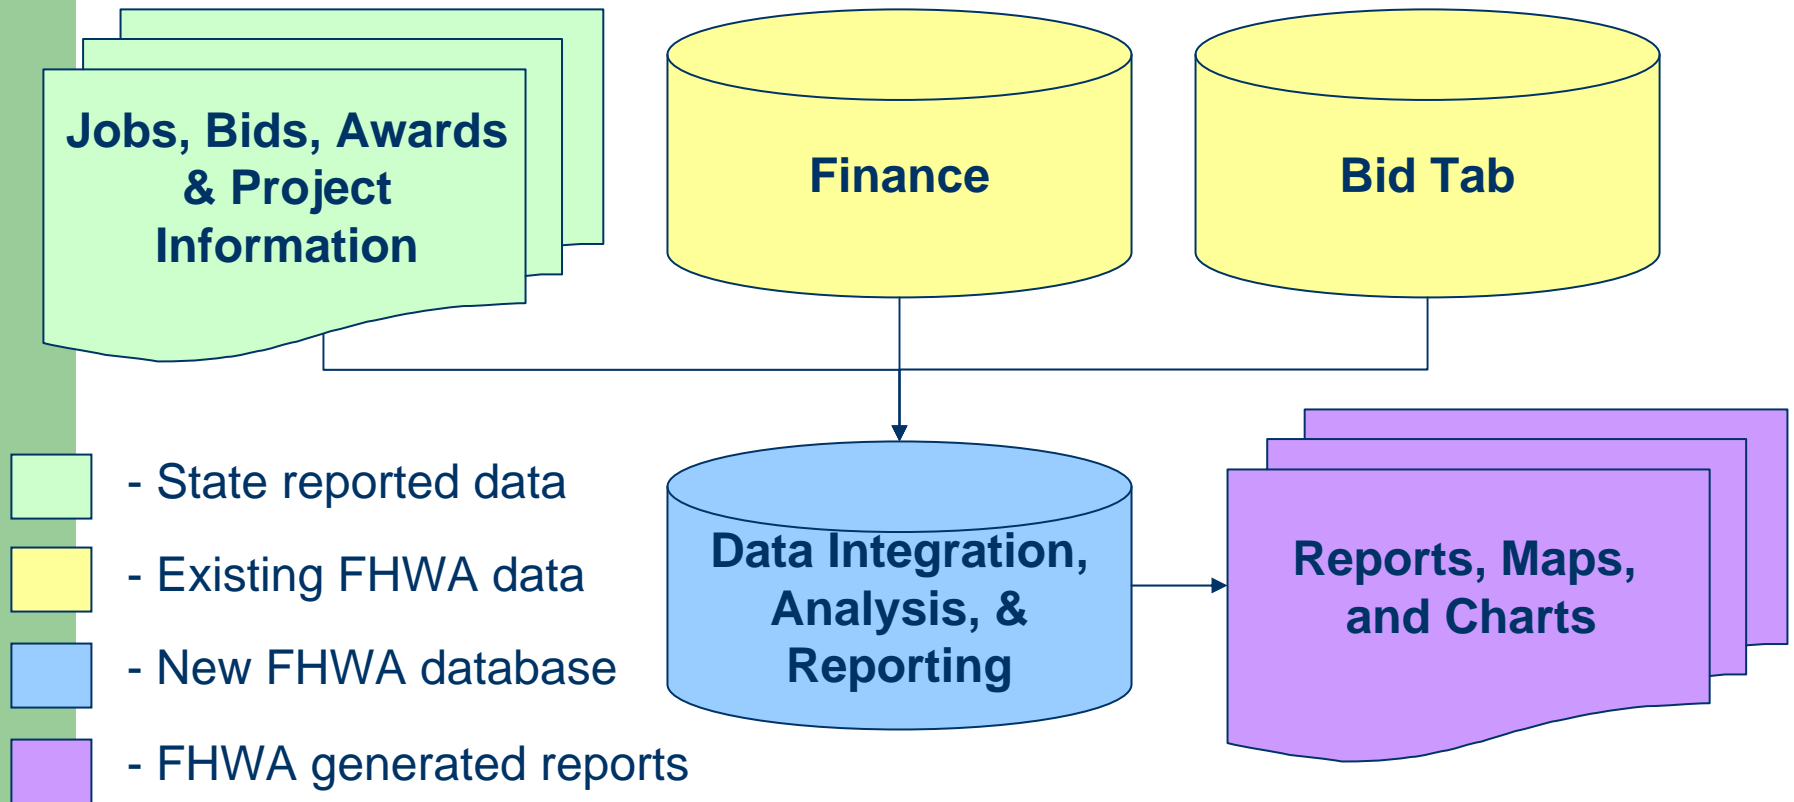 Jobs, Bids, Awards
& Project
Information
Finance
Bid Tab
- State reported data
- Existing FHWA data
- New FHWA database
- FHWA generated reports
Data Integration,
Analysis, &
Reporting
Reports, Maps,
and Charts